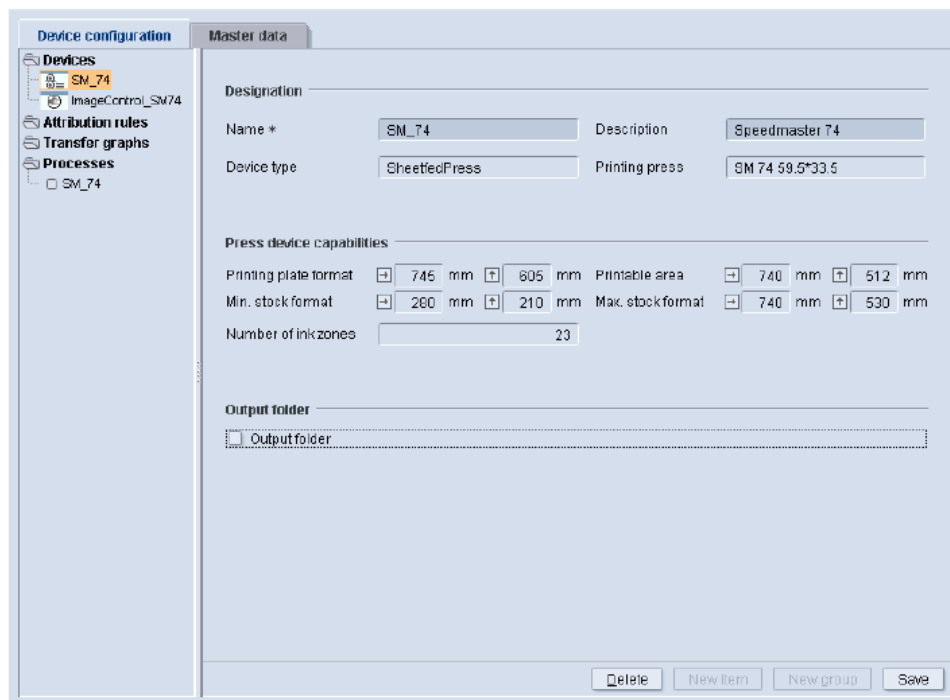 Device configuration
Master data
Devices
SM_74
ImageControl_SM74
Attribution rules
Transfer graphs
Processes
SM_74
Designation
Name * SM_74 Description Speedmaster 74
Device type SheetfedPress Printing press SM 74 59.5*33.5
Press device capabilities
Printing plate format 745 mm 605 mm Printable area 740 mm 512 mm
Min. stock format 280 mm 210 mm Max. stock format 740 mm 530 mm
Number of ink zones 23
Output folder
Output folder
Delete New item New group Save